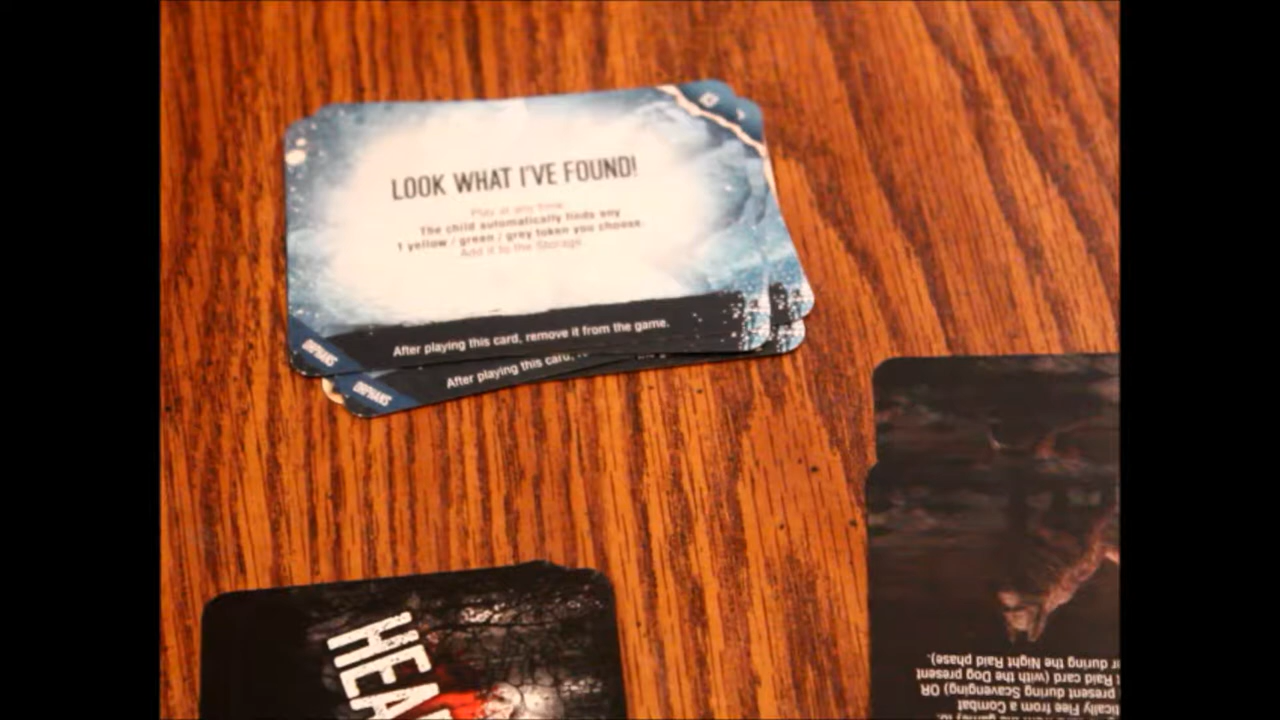 LOOK WHAT I'VE FOUND!
Play at any time.
The child automatically finds any
1 yellow / green / grey token you choose.
Add it to the Storage.
After playing this card, remove it from the game.
ORPHANS
After playing this card,
ORPHANS
HEA
tically Flee from a Combat
present during Scavenging) OR
t Raid card (with the Dog present
r during the Night Raid phase).